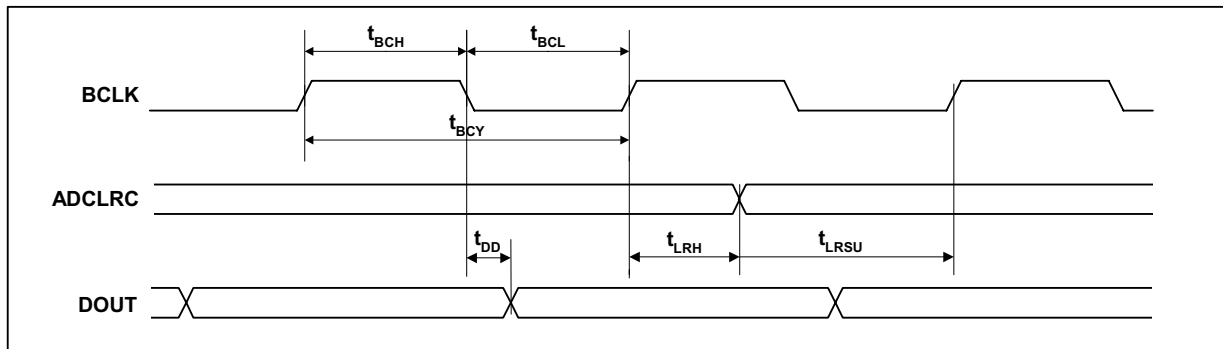 tBCH tBCL
BCLK
tBCY
ADCLRC
tDD tLRH tLRSU
DOUT